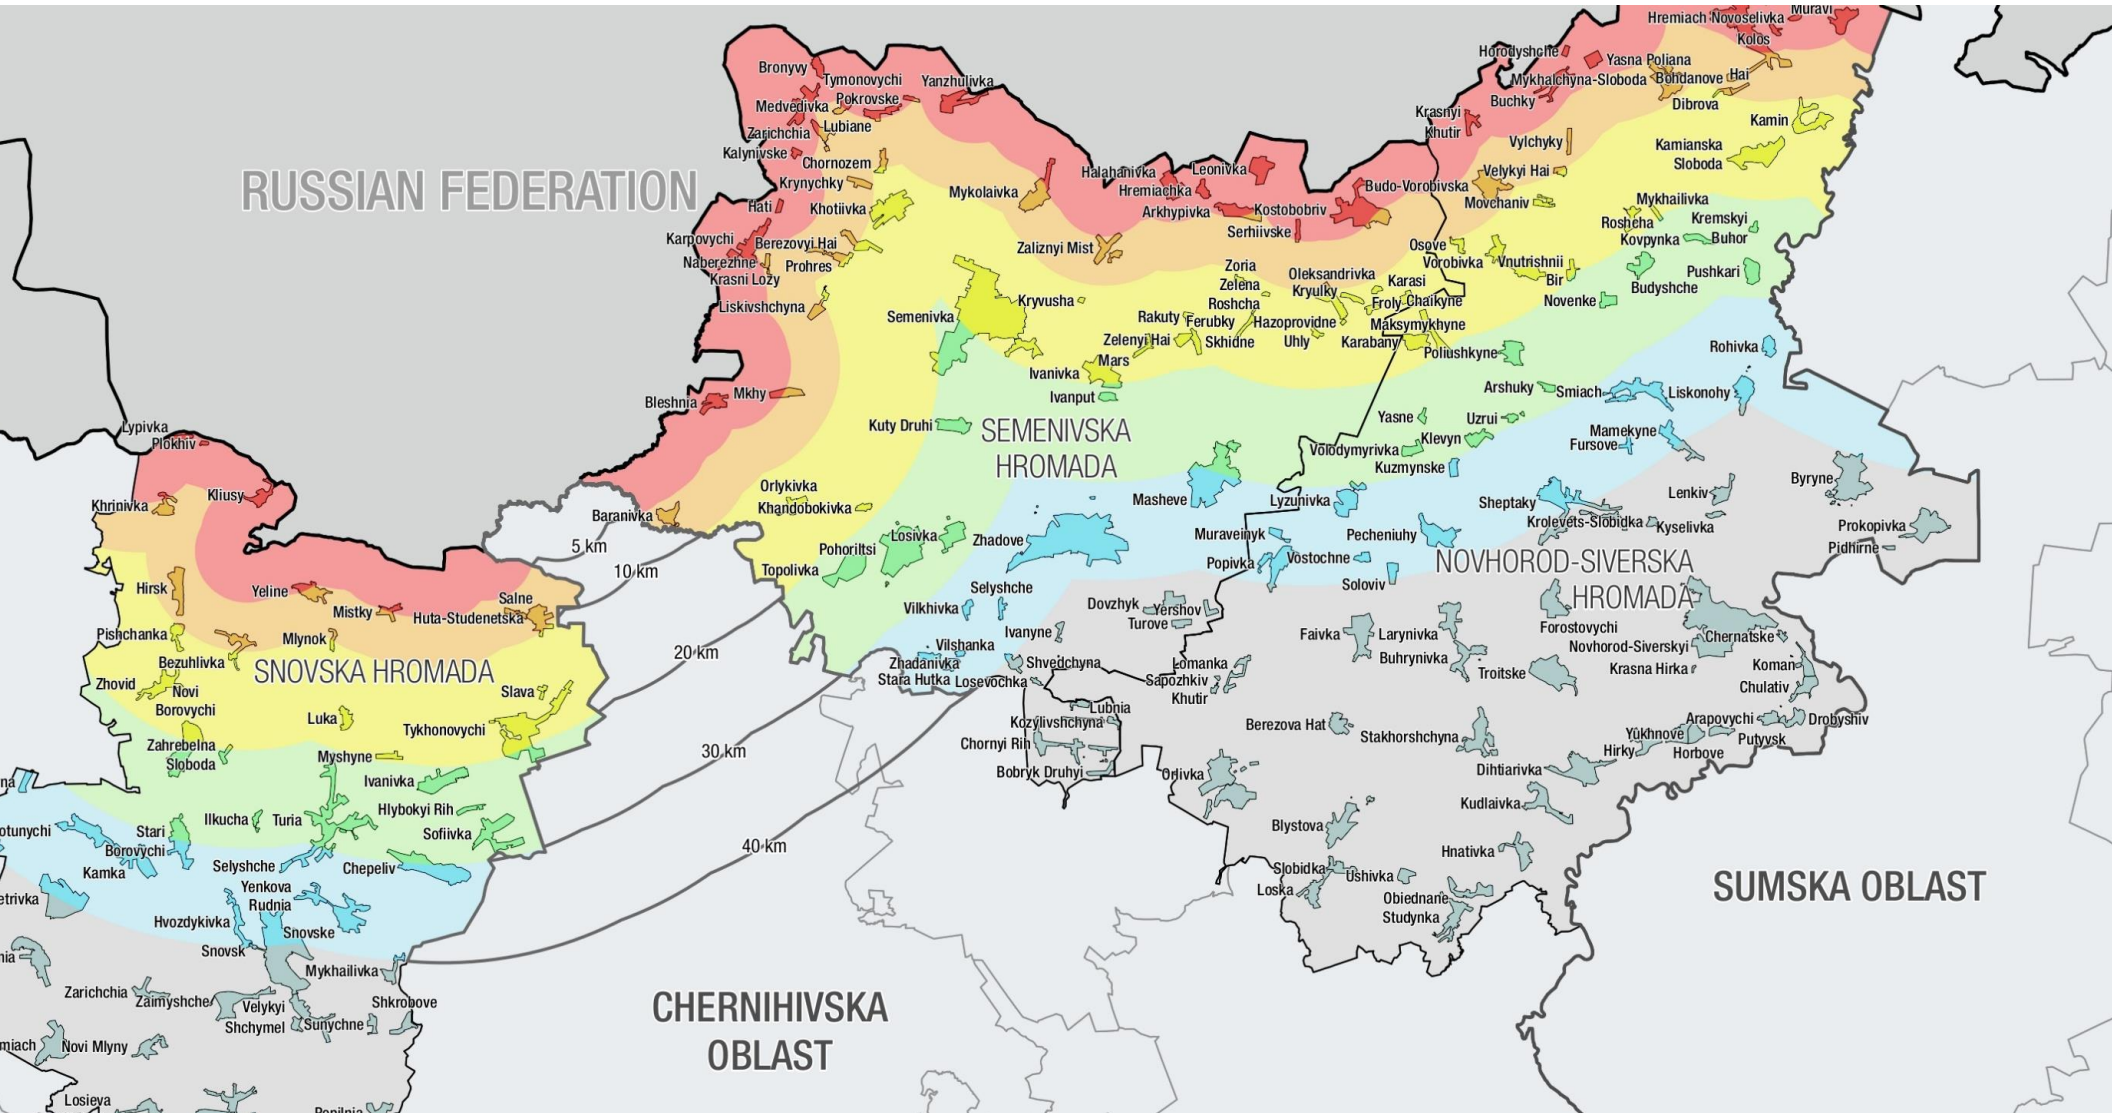 Hremiach
Novoselivka
Muravi
Kolos
Horodyshche
Yasna Poliana
Mykhalchyna-Sloboda
Bohdanove
Hai
Buchky
Dibrova
Krasnyi
Khutir
Kamin
Vylchyky
Kamianska
Sloboda
Velykyi Hai
Bronyvy
Tymonovychi
Yanzhulivka
Pokrovske
Medvedivka
Lubiane
Zarichchia
Kalynivske
Chornozem
Krynychky
Khotiivka
Hati
Karpovychi
Berezovyi Hai
Naberezhne
Prohres
Krasni Lozy
Liskivshchyna
RUSSIAN FEDERATION
Mykolaivka
Halahanivka
Leonivka
Hremiachka
Arkhypivka
Kostobobriv
Serhiivske
Budo-Vorobivska
Movchaniv
Zaliznyi Mist
Mykhailivka
Rosheha
Kremskyi
Buhor
Kovpynka
Osove
Vorobivka
Vnutrishnii
Bir
Pushkari
Budyshche
Novenke
Zoria
Zelena
Roshcha
Oleksandrivka
Kryulky
Karasi
Froly
Chaikyne
Semenivka
Kryvusha
Rakuty
Ferubky
Hazoprovidne
Maksymykhyne
Zelenyi Hai
Skhidne
Uhly
Karabany
Poliushkyne
Mars
Ivanivka
Ivanput
Rohivka
Arshuky
Smiach
Liskonohy
Mkhy
Bleshnia
Kuty Druhi
SEMENIVSKA
HROMADA
Yasne
Uzrui
Klevyn
Mamekyne
Fursove
Volodymyrivka
Kuzmynske
Lypivka
Plokhiv
Khrinivka
Kliusy
Orlykivka
Khandobokivka
Baranivka
Masheve
Lyzunivka
Sheptaky
Lenkiv
Byryne
Krolevets-Slobidka
Kyselivka
Prokopivka
Pidhirne
Losivka
Zhadove
Pohoriltsi
Topolivka
Muraveinyk
Pecheniuhy
Popivka
Vostochne
Soloviv
NOVHOROD-SIVERSKA
HROMADA
5 km
10 km
20 km
30 km
40 km
Hirsk
Yeline
Mistky
Salne
Huta-Studenetska
Pishchanka
Mlynok
Bezuhlivka
SNOVSKA HROMADA
Zhovid
Novi
Borovychi
Slava
Luka
Tykhonovychi
Zahrebelna
Sloboda
Myshyne
Ivanivka
Selyshche
Vilkhivka
Dovzhyk
Yershov
Turove
Ivanyne
Vilshanka
Zhadanivka
Stara Hutka
Losevochka
Shvedchyna
Lomanka
Sapozhkiv
Khutir
Faivka
Larynivka
Buhrynivka
Forostovychi
Novhorod-Siverskyi
Chernatske
Troitske
Krasna Hirka
Koman
Chulativ
Lubnia
Kozylivshchyna
Chornyi Rih
Bobryk Druhyi
Berezova Hat
Stakhorshchyna
Arapovychi
Drobyshiv
Yukhnove
Putyvsk
Hirky
Horbove
Dihtiarivka
Orlivka
Kudlaivka
Blystova
Hnativka
Slobidka
Ushivka
Loska
Obiednane
Studynka
na
Ilkucha
Turia
Hlybokyi Rih
Sofiivka
otunychi
Stari
Borovychi
Kamka
Selyshche
Chepeliv
Yenkova
Rudnia
etrivka
Hvozdykivka
Snovske
Snovsk
nia
Mykhailivka
Zarichchia
Zaimyshche
Velykyi
Shchymel
Sunychne
Shkrobove
miach
Novi Mlyny
Losieva
Popilnia
CHERNIHIVSKA
OBLAST
SUMSKA OBLAST